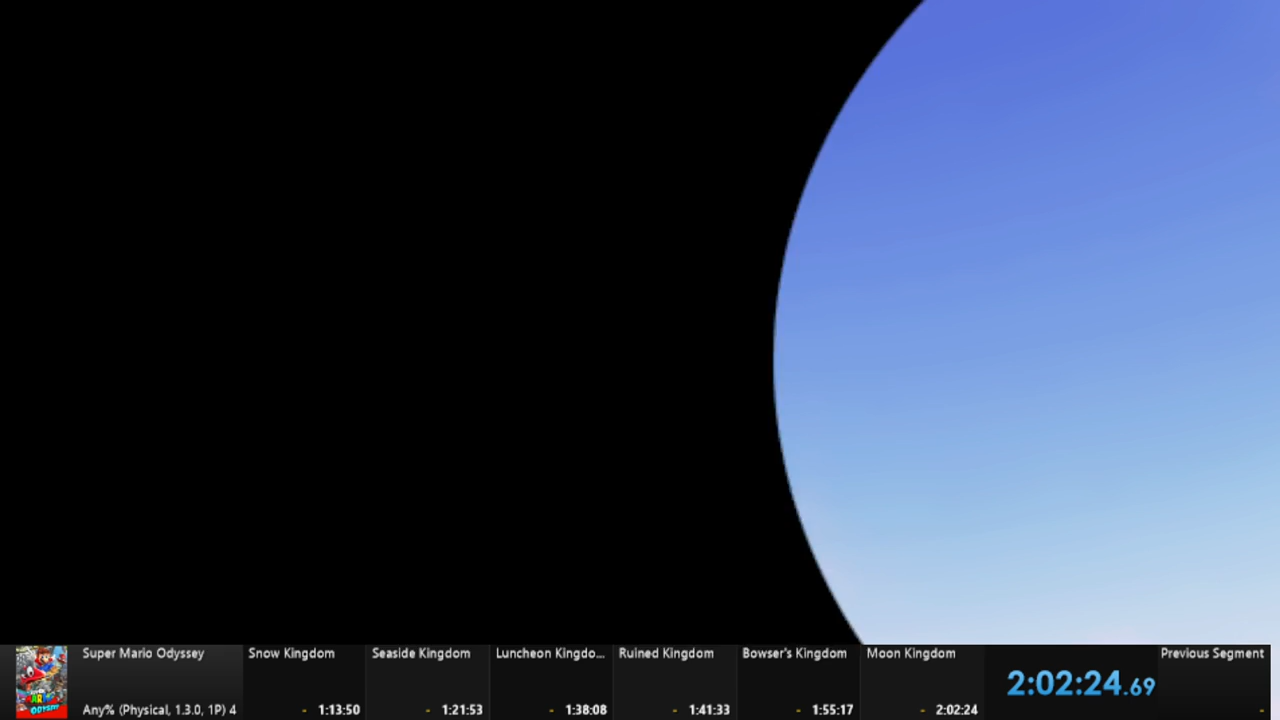 Super Mario Odyssey
Any% (Physical, 1.3.0, 1P) 4
Snow Kingdom
- 1:13:50
Seaside Kingdom
- 1:21:53
Luncheon Kingdo...
- 1:38:08
Ruined Kingdom
- 1:41:33
Bowser's Kingdom
- 1:55:17
Moon Kingdom
- 2:02:24
2:02:24.69
Previous Segment
-